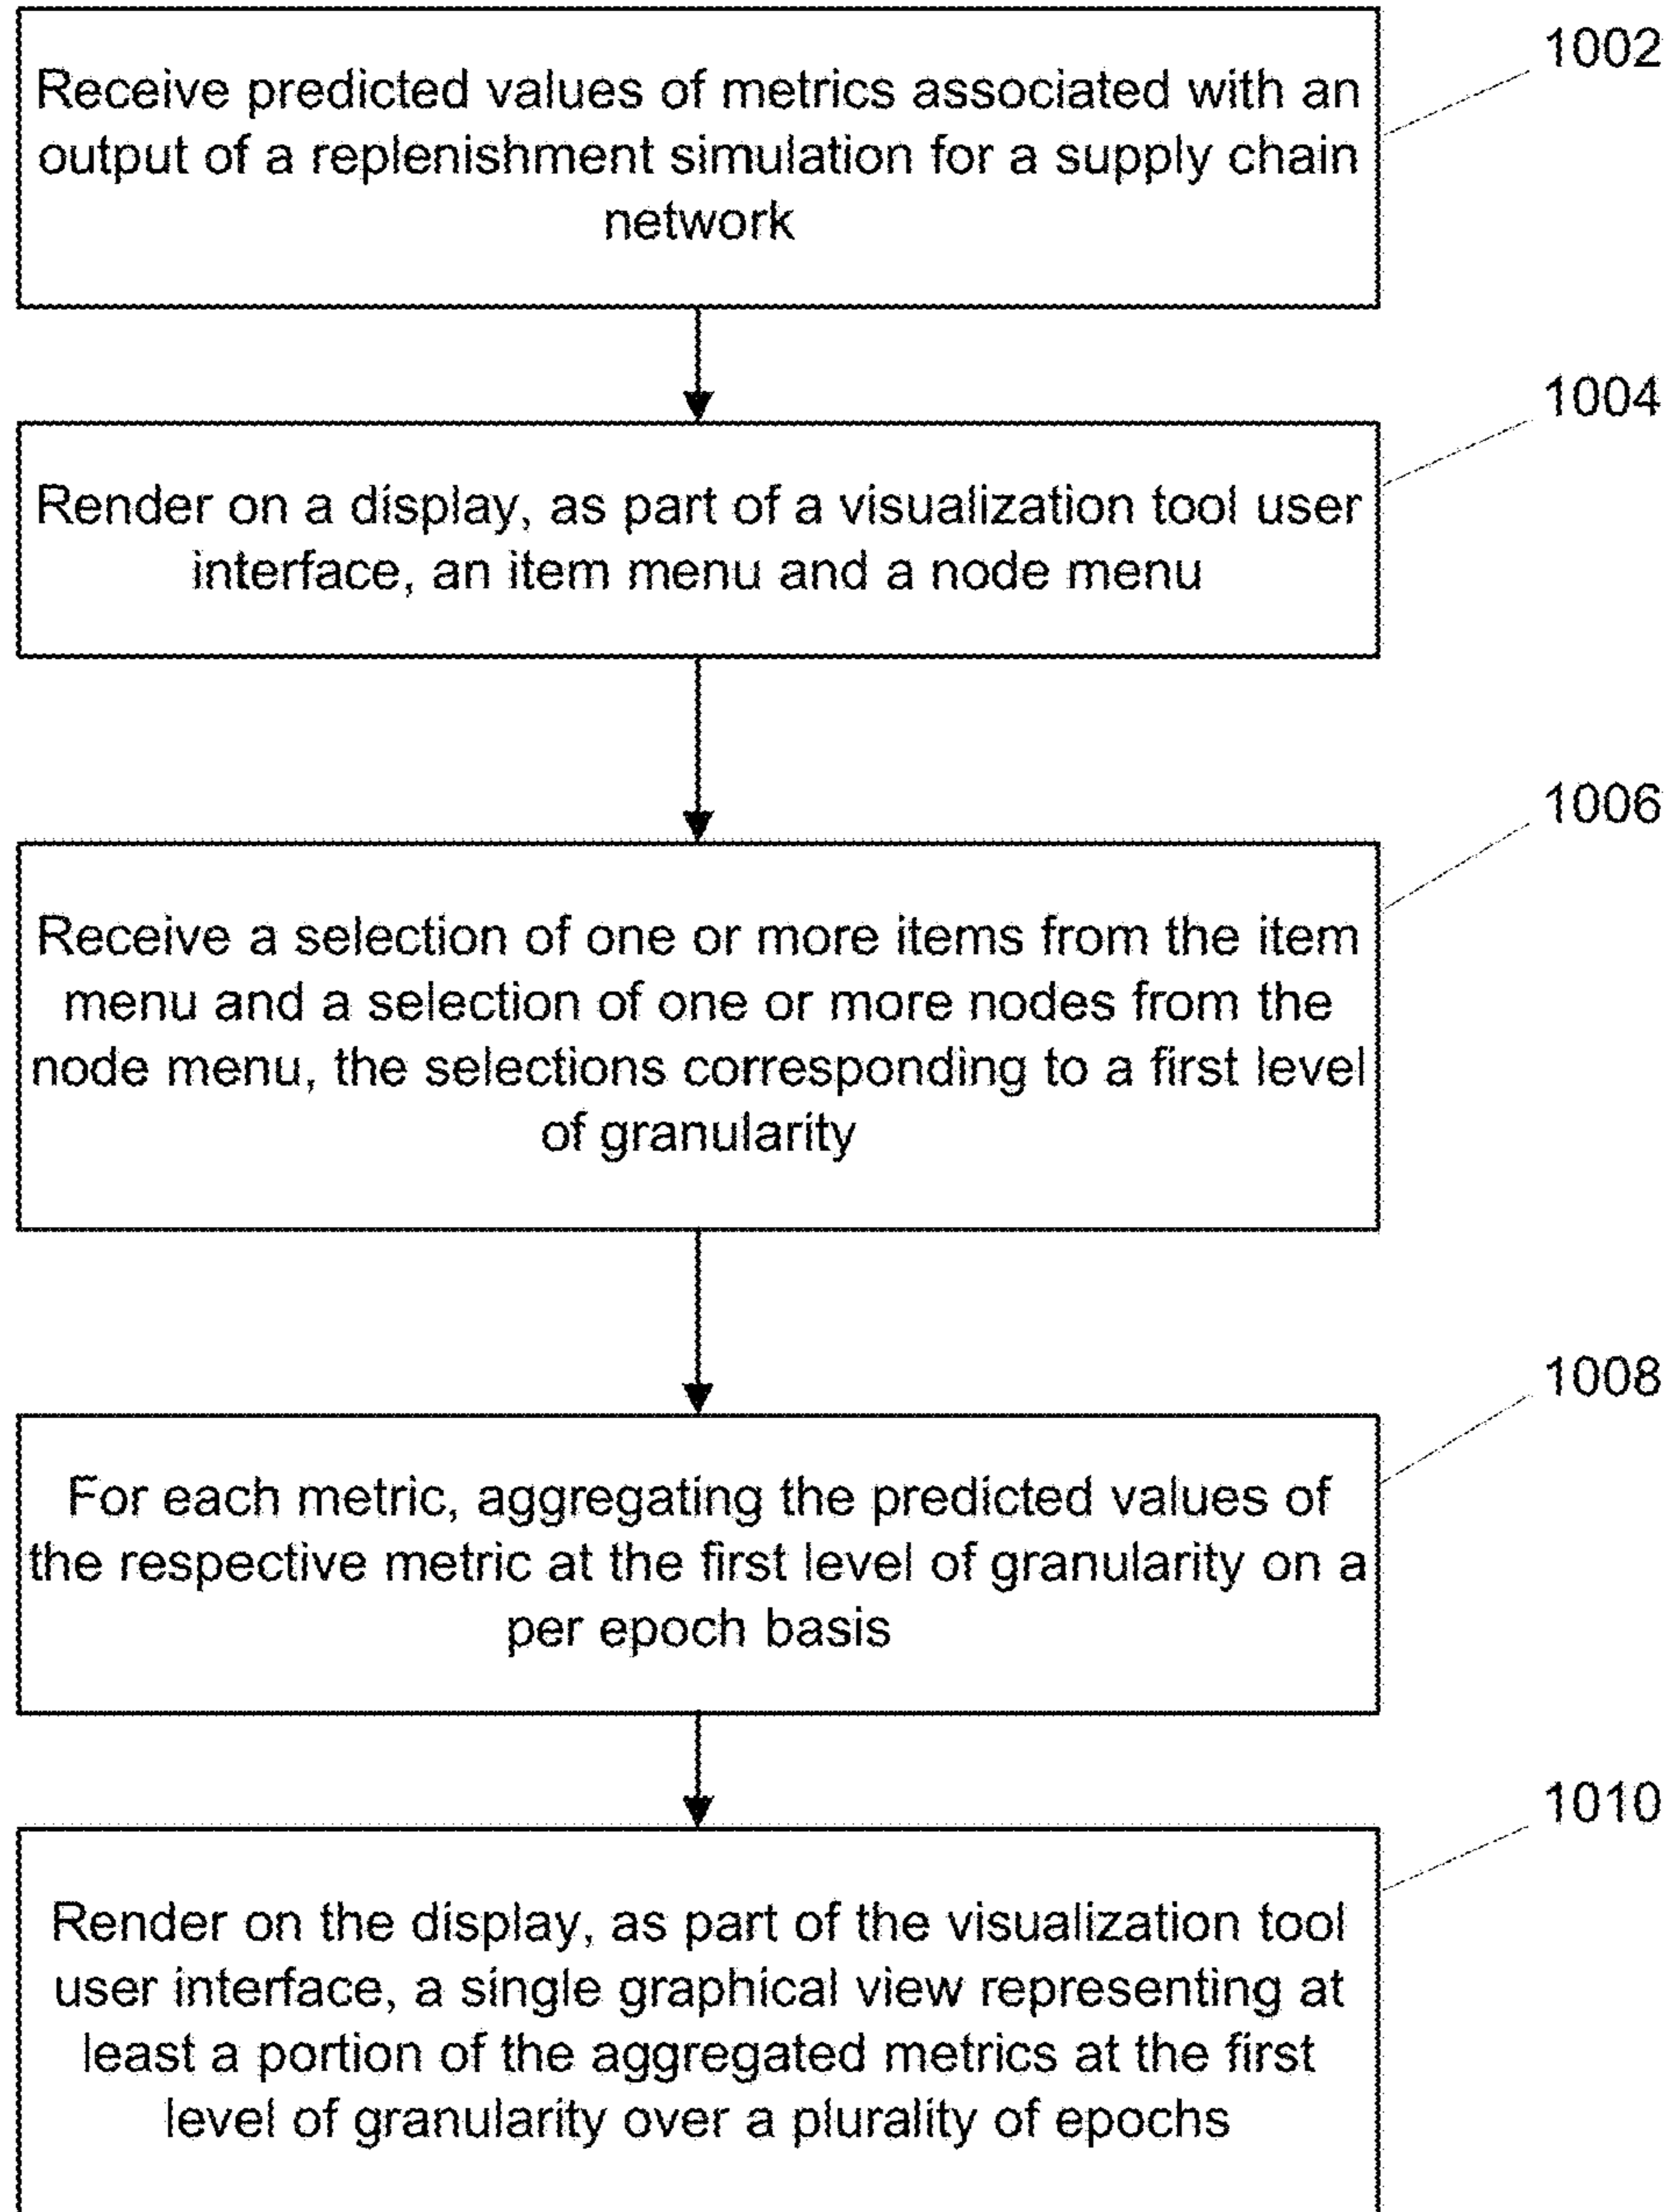 1002
Receive predicted values of metrics associated with an
output of a replenishment simulation for a supply chain
network
1004
Render on a display, as part of a visualization tool user
interface, an item menu and a node menu
1006
Receive a selection of one or more items from the item
menu and a selection of one or more nodes from the
node menu, the selections corresponding to a first level
of granularity
1008
For each metric, aggregating the predicted values of
the respective metric at the first level of granularity on a
per epoch basis
1010
Render on the display, as part of the visualization tool
user interface, a single graphical view representing at
least a portion of the aggregated metrics at the first
level of granularity over a plurality of epochs